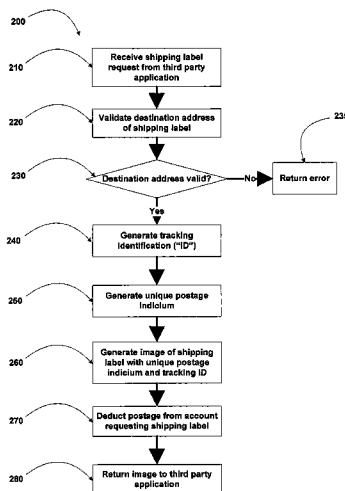 200
210
Receive shipping label
request from third party
application
220
Validate destination address
of shipping label
230
Destination address valid?
No
Return error
235
Yes
240
Generate tracking
identification ("ID")
250
Generate unique postage
indicium
260
Generate image of shipping
label with unique postage
indicium and tracking ID
270
Deduct postage from account
requesting shipping label
280
Return image to third party
application